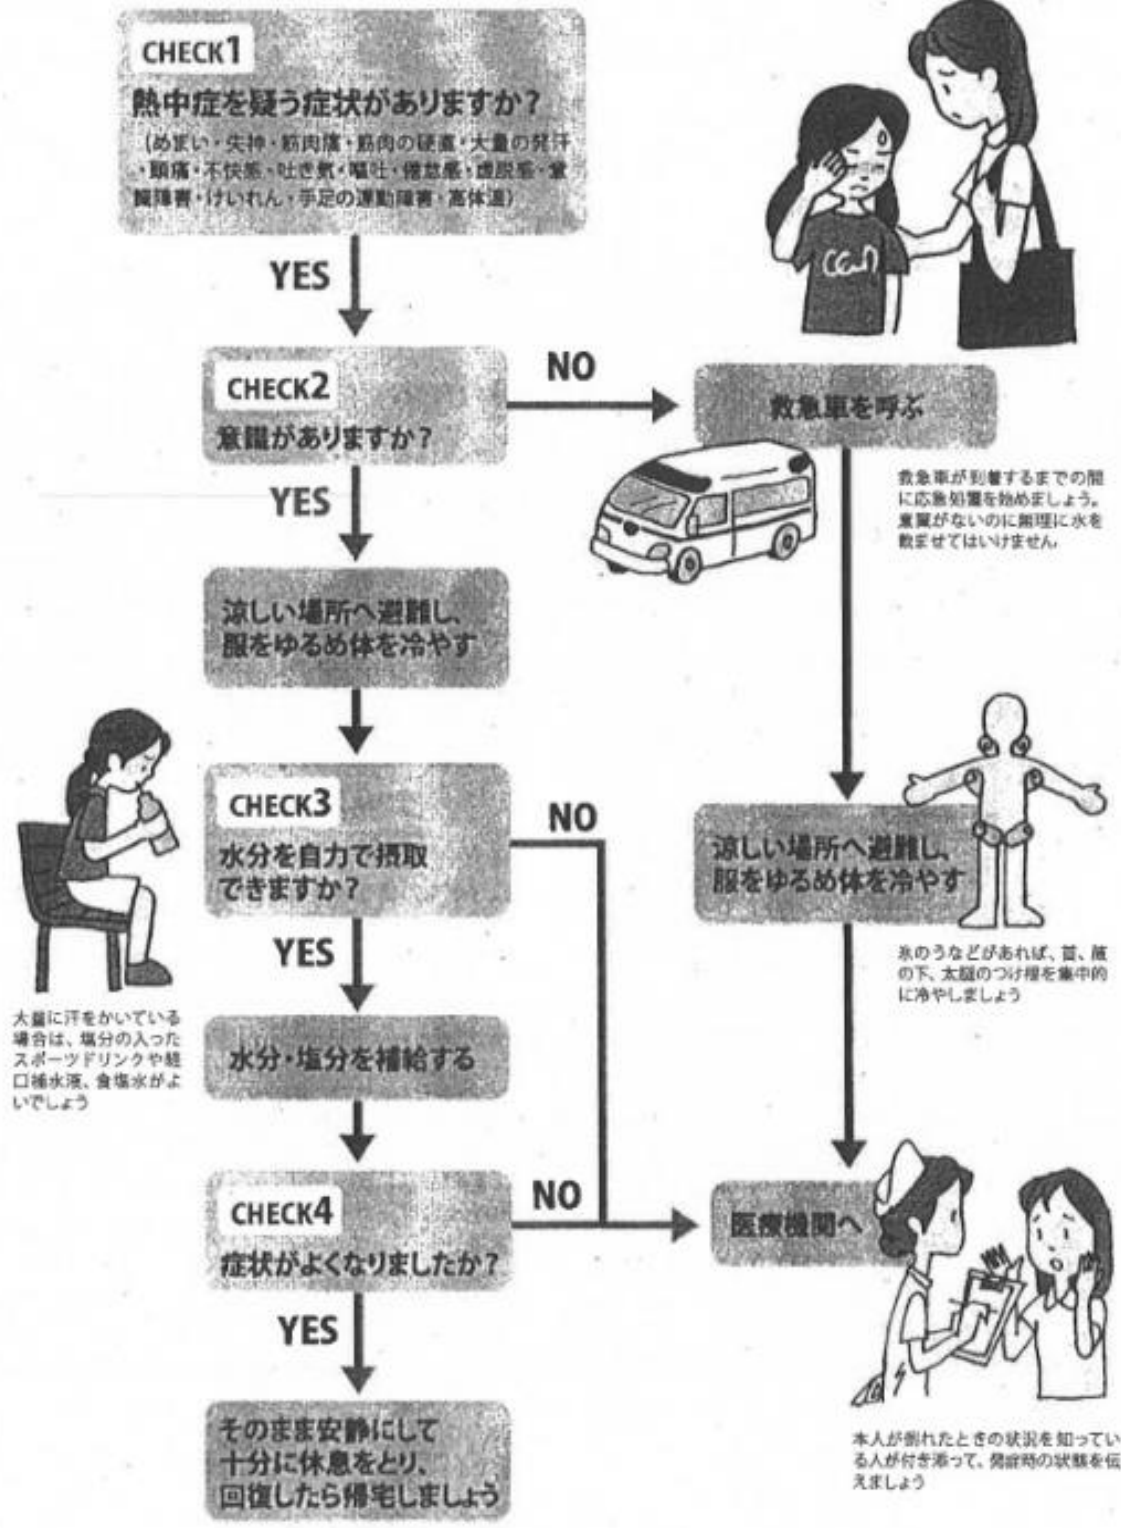 CHECK1
熱中症を疑う症状がありますか？
（めまい・失神・筋肉痛・筋肉の硬直・大量の発汗
・頭痛・不快感・吐き気・嘔吐・倦怠感・虚脱感・意
識障害・けいれん・手足の運動障害・高体温）
YES
CHECK2
意識がありますか？
NO
救急車を呼ぶ
救急車が到着するまでの間
に応急処置を始めましょう。
意識がないのに無理に水を
飲ませてはいけません
YES
涼しい場所へ避難し、
服をゆるめ体を冷やす
CHECK3
水分を自力で摂取
できますか？
NO
涼しい場所へ避難し、
服をゆるめ体を冷やす
氷のうなどがあれば、首、腋
の下、太腿のつけ根を集中的
に冷やしましょう
YES
大量に汗をかいている
場合は、塩分の入った
スポーツドリンクや経
口補水液、食塩水がよ
いでしょう
水分・塩分を補給する
CHECK4
症状がよくなりましたか？
NO
医療機関へ
YES
本人が倒れたときの状況を知ってい
る人が付き添って、発症時の状態を伝
えましょう
そのまま安静にして
十分に休息をとり、
回復したら帰宅しましょう